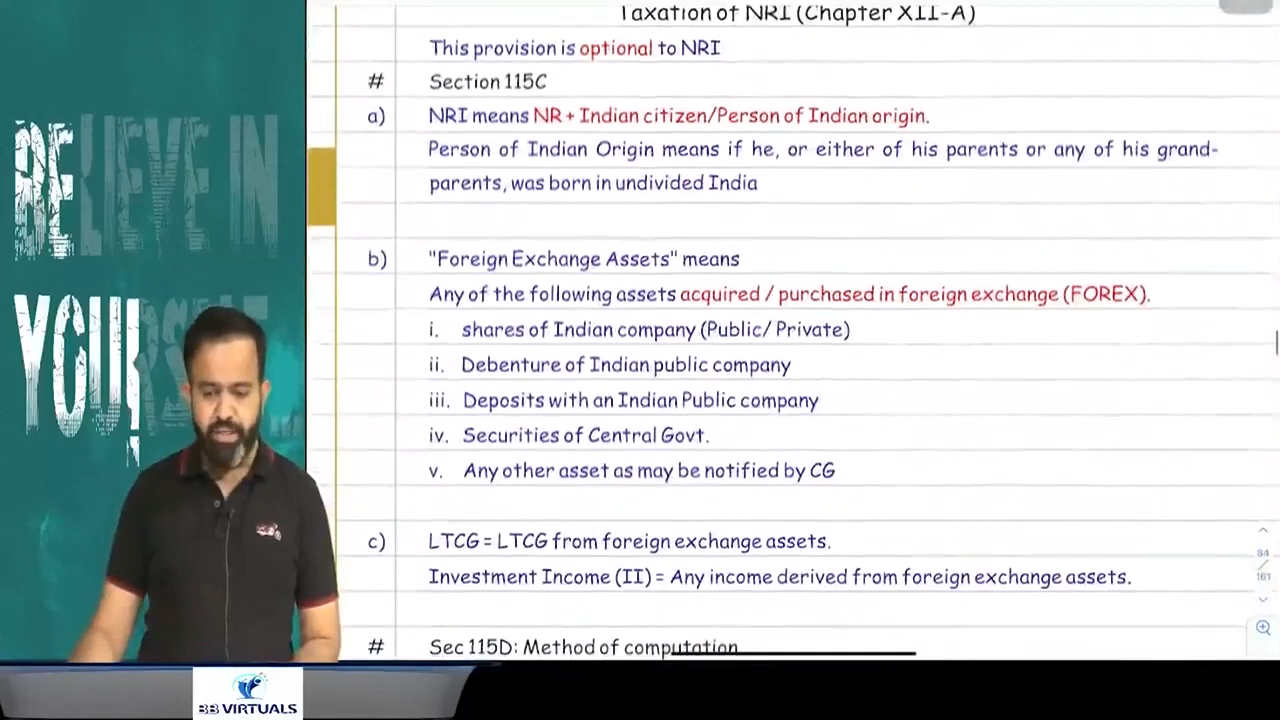 Taxation of NRI (Chapter XII-A)
This provision is optional to NRI
# Section 115C
a) NRI means NR + Indian citizen/Person of Indian origin.
Person of Indian Origin means if he, or either of his parents or any of his grand-
parents, was born in undivided India
b) "Foreign Exchange Assets" means
Any of the following assets acquired / purchased in foreign exchange (FOREX).
i. shares of Indian company (Public/ Private)
ii. Debenture of Indian public company
iii. Deposits with an Indian Public company
iv. Securities of Central Govt.
v. Any other asset as may be notified by CG
c) LTCG = LTCG from foreign exchange assets.
Investment Income (II) = Any income derived from foreign exchange assets.
# Sec 115D: Method of computation
84
/
161
BELIEVE IN
YOURSELF
BB VIRTUALS